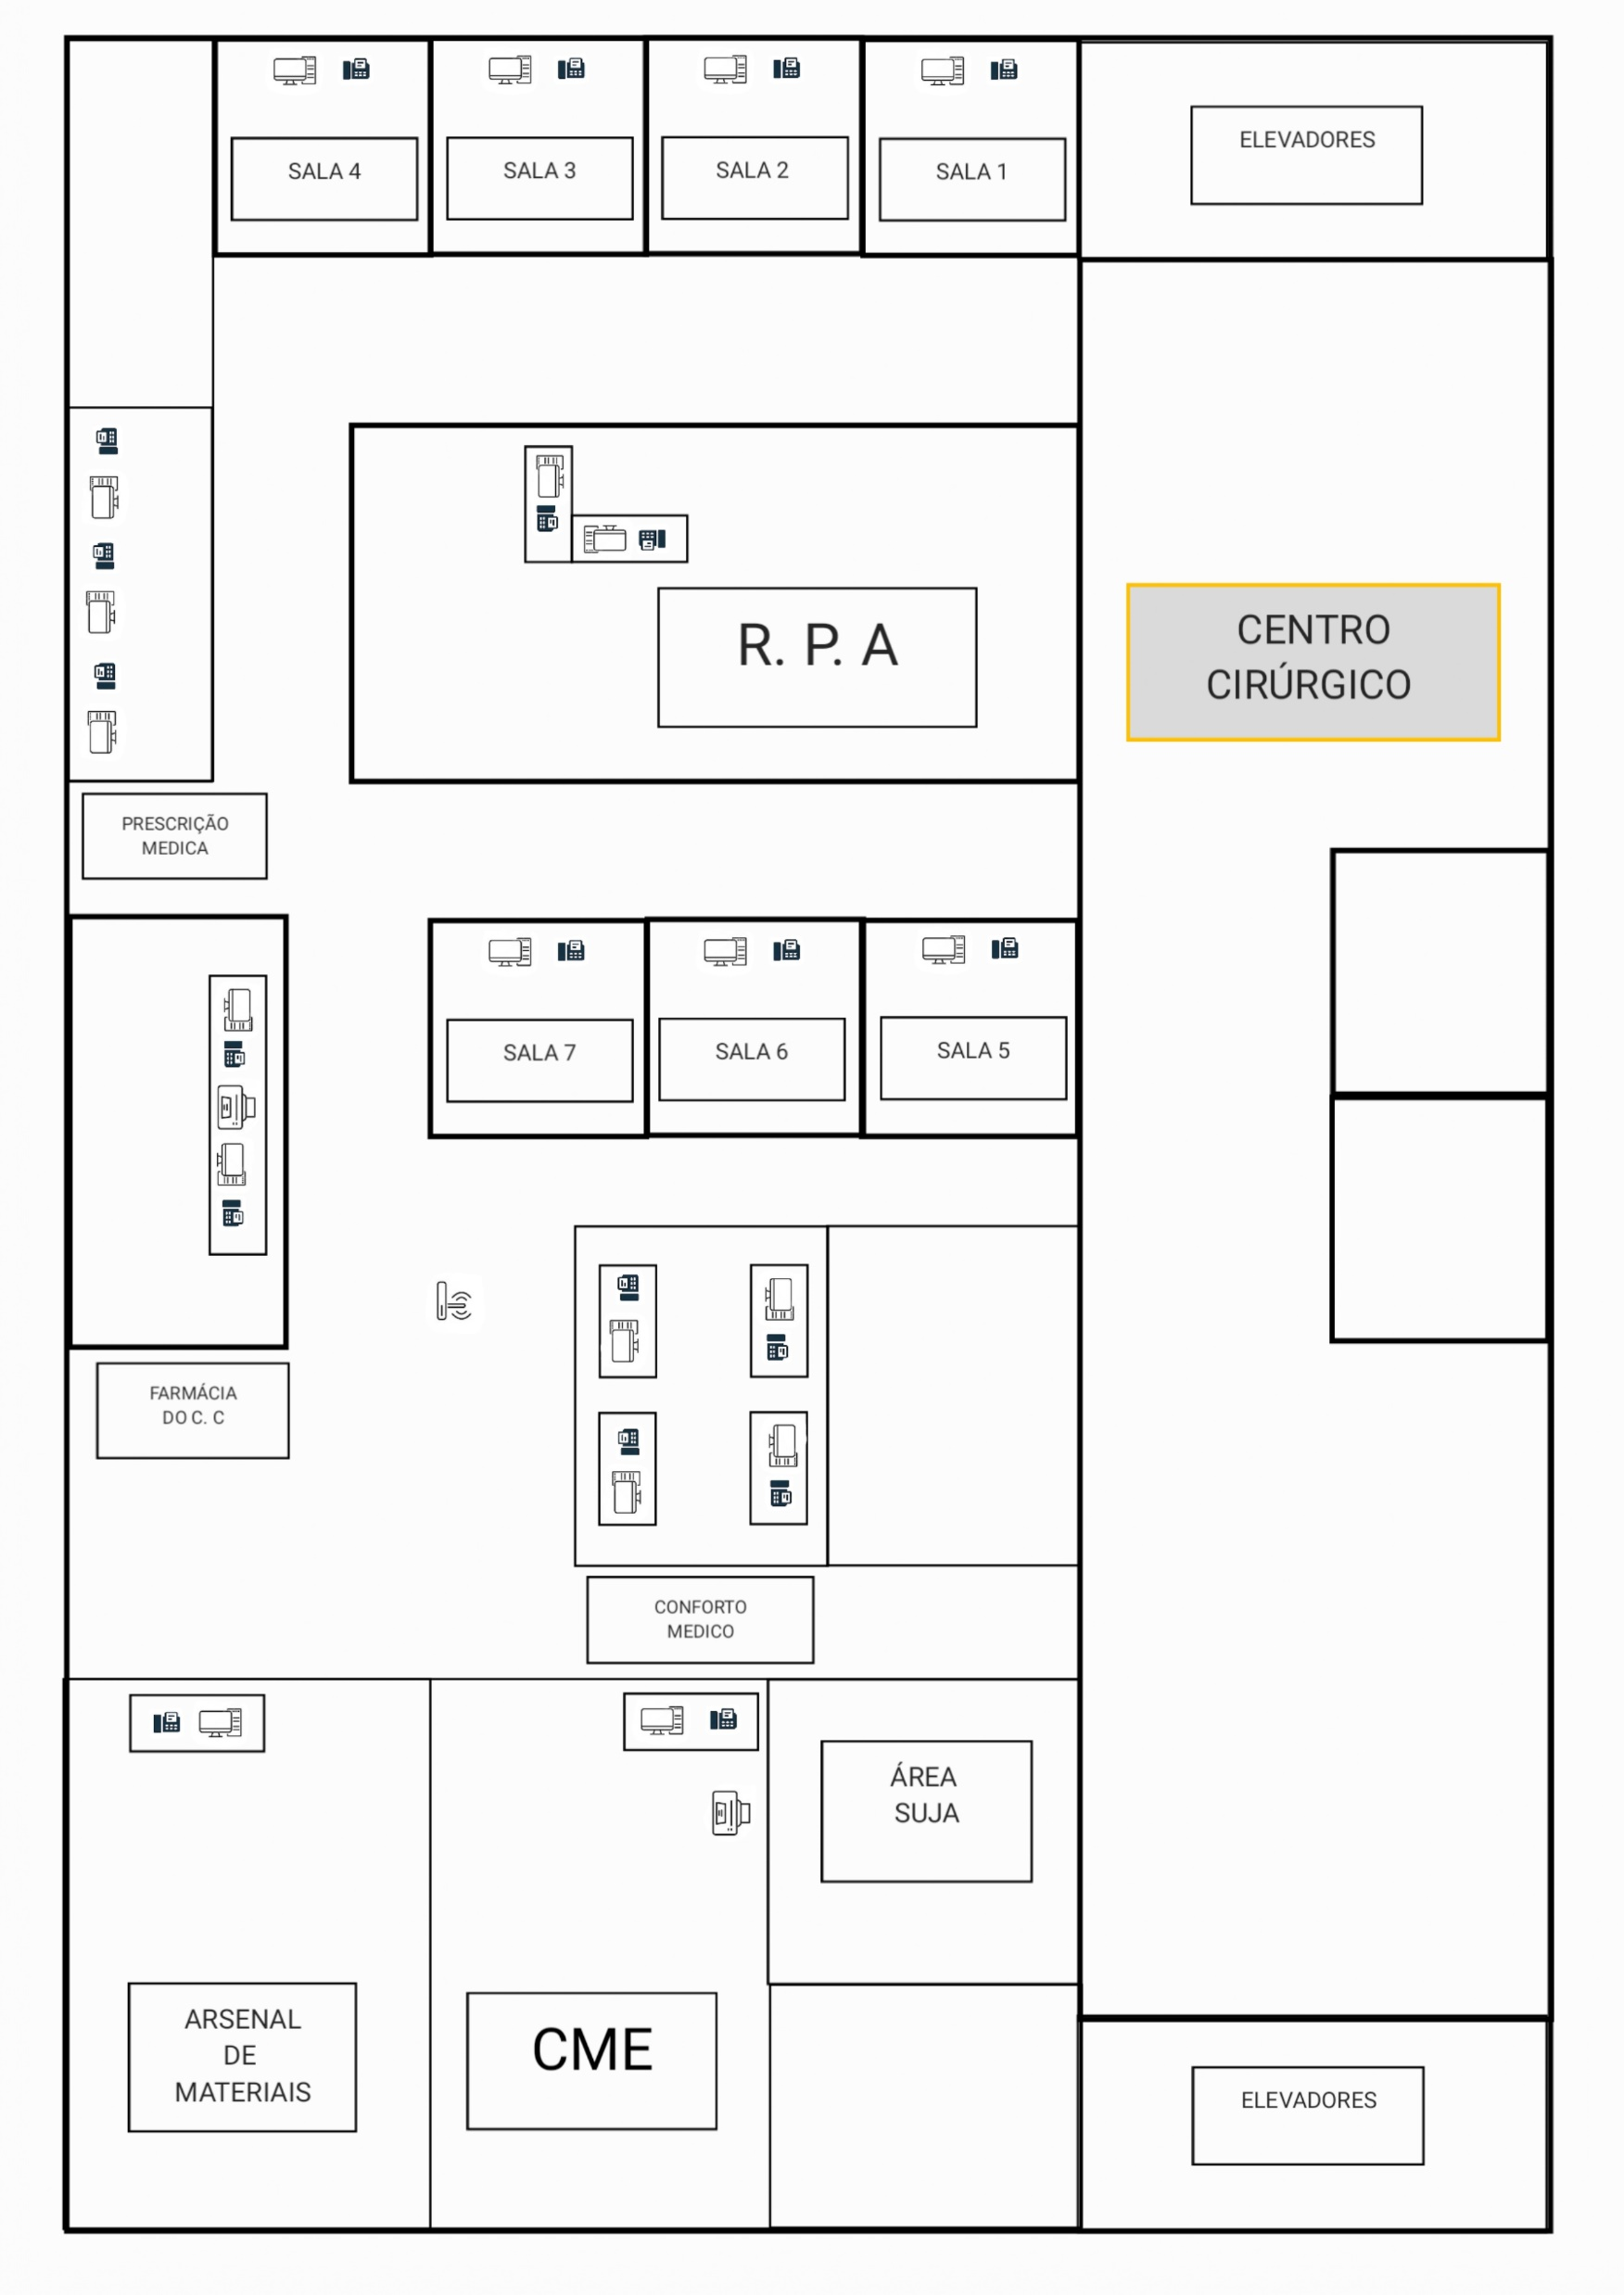 SALA 4
SALA 3
SALA 2
SALA 1
ELEVADORES
R. P. A
CENTRO
CIRÚRGICO
PRESCRIÇÃO
MEDICA
SALA 7
SALA 6
SALA 5
FARMÁCIA
DO C. C
CONFORTO
MEDICO
ÁREA
SUJA
ARSENAL
DE
MATERIAIS
CME
ELEVADORES